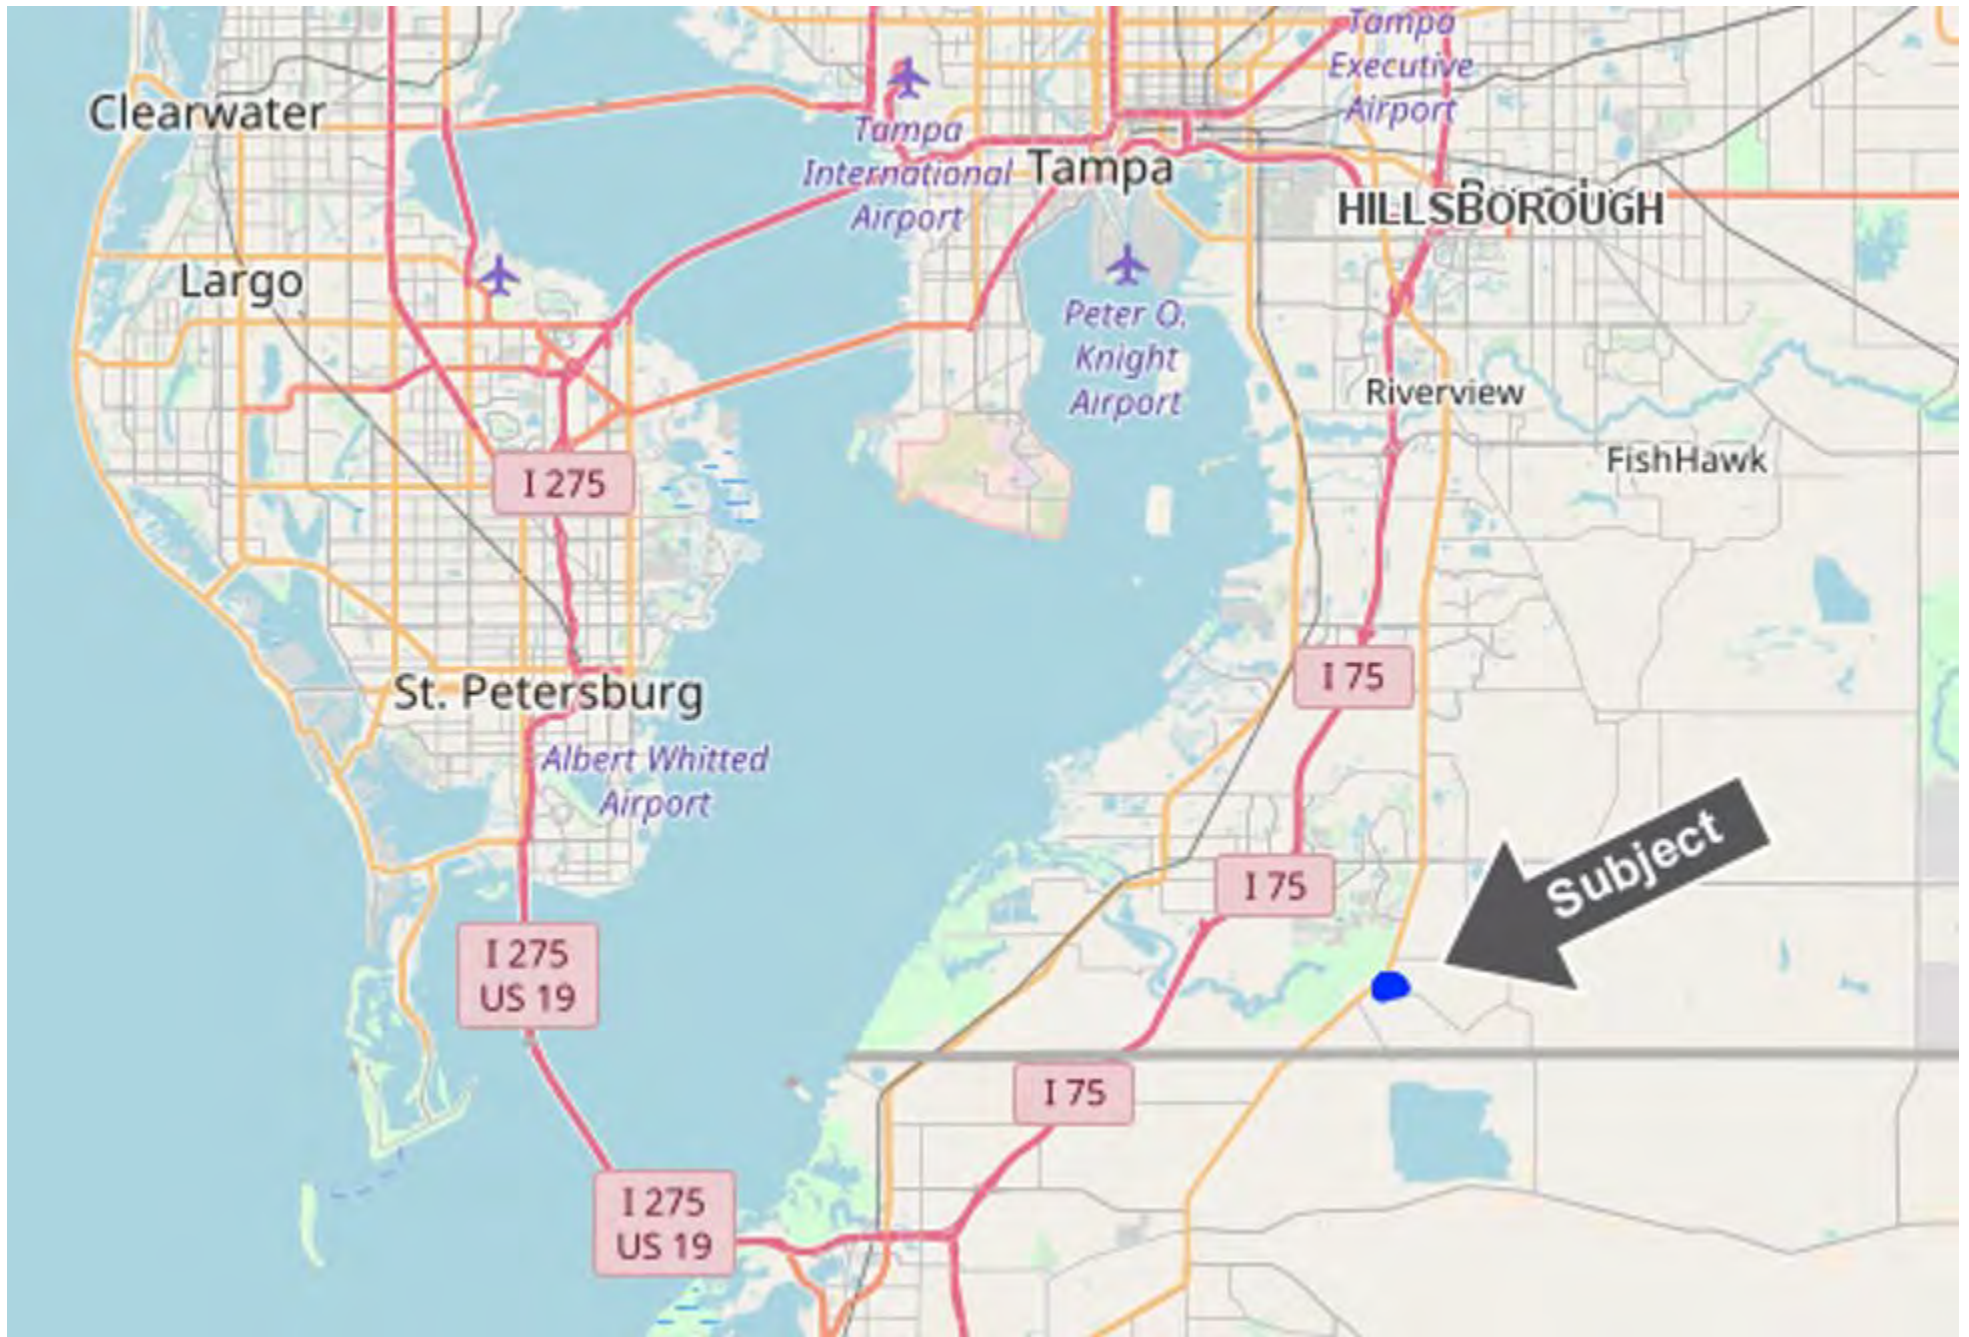 Tampa
Executive
Airport
Clearwater
Tampa
International
Airport
Tampa
HILLSBOROUGH
Largo
Peter O.
Knight
Airport
Riverview
FishHawk
I 275
I 75
St. Petersburg
Albert Whitted
Airport
Subject
I 75
I 275
US 19
I 75
I 275
US 19